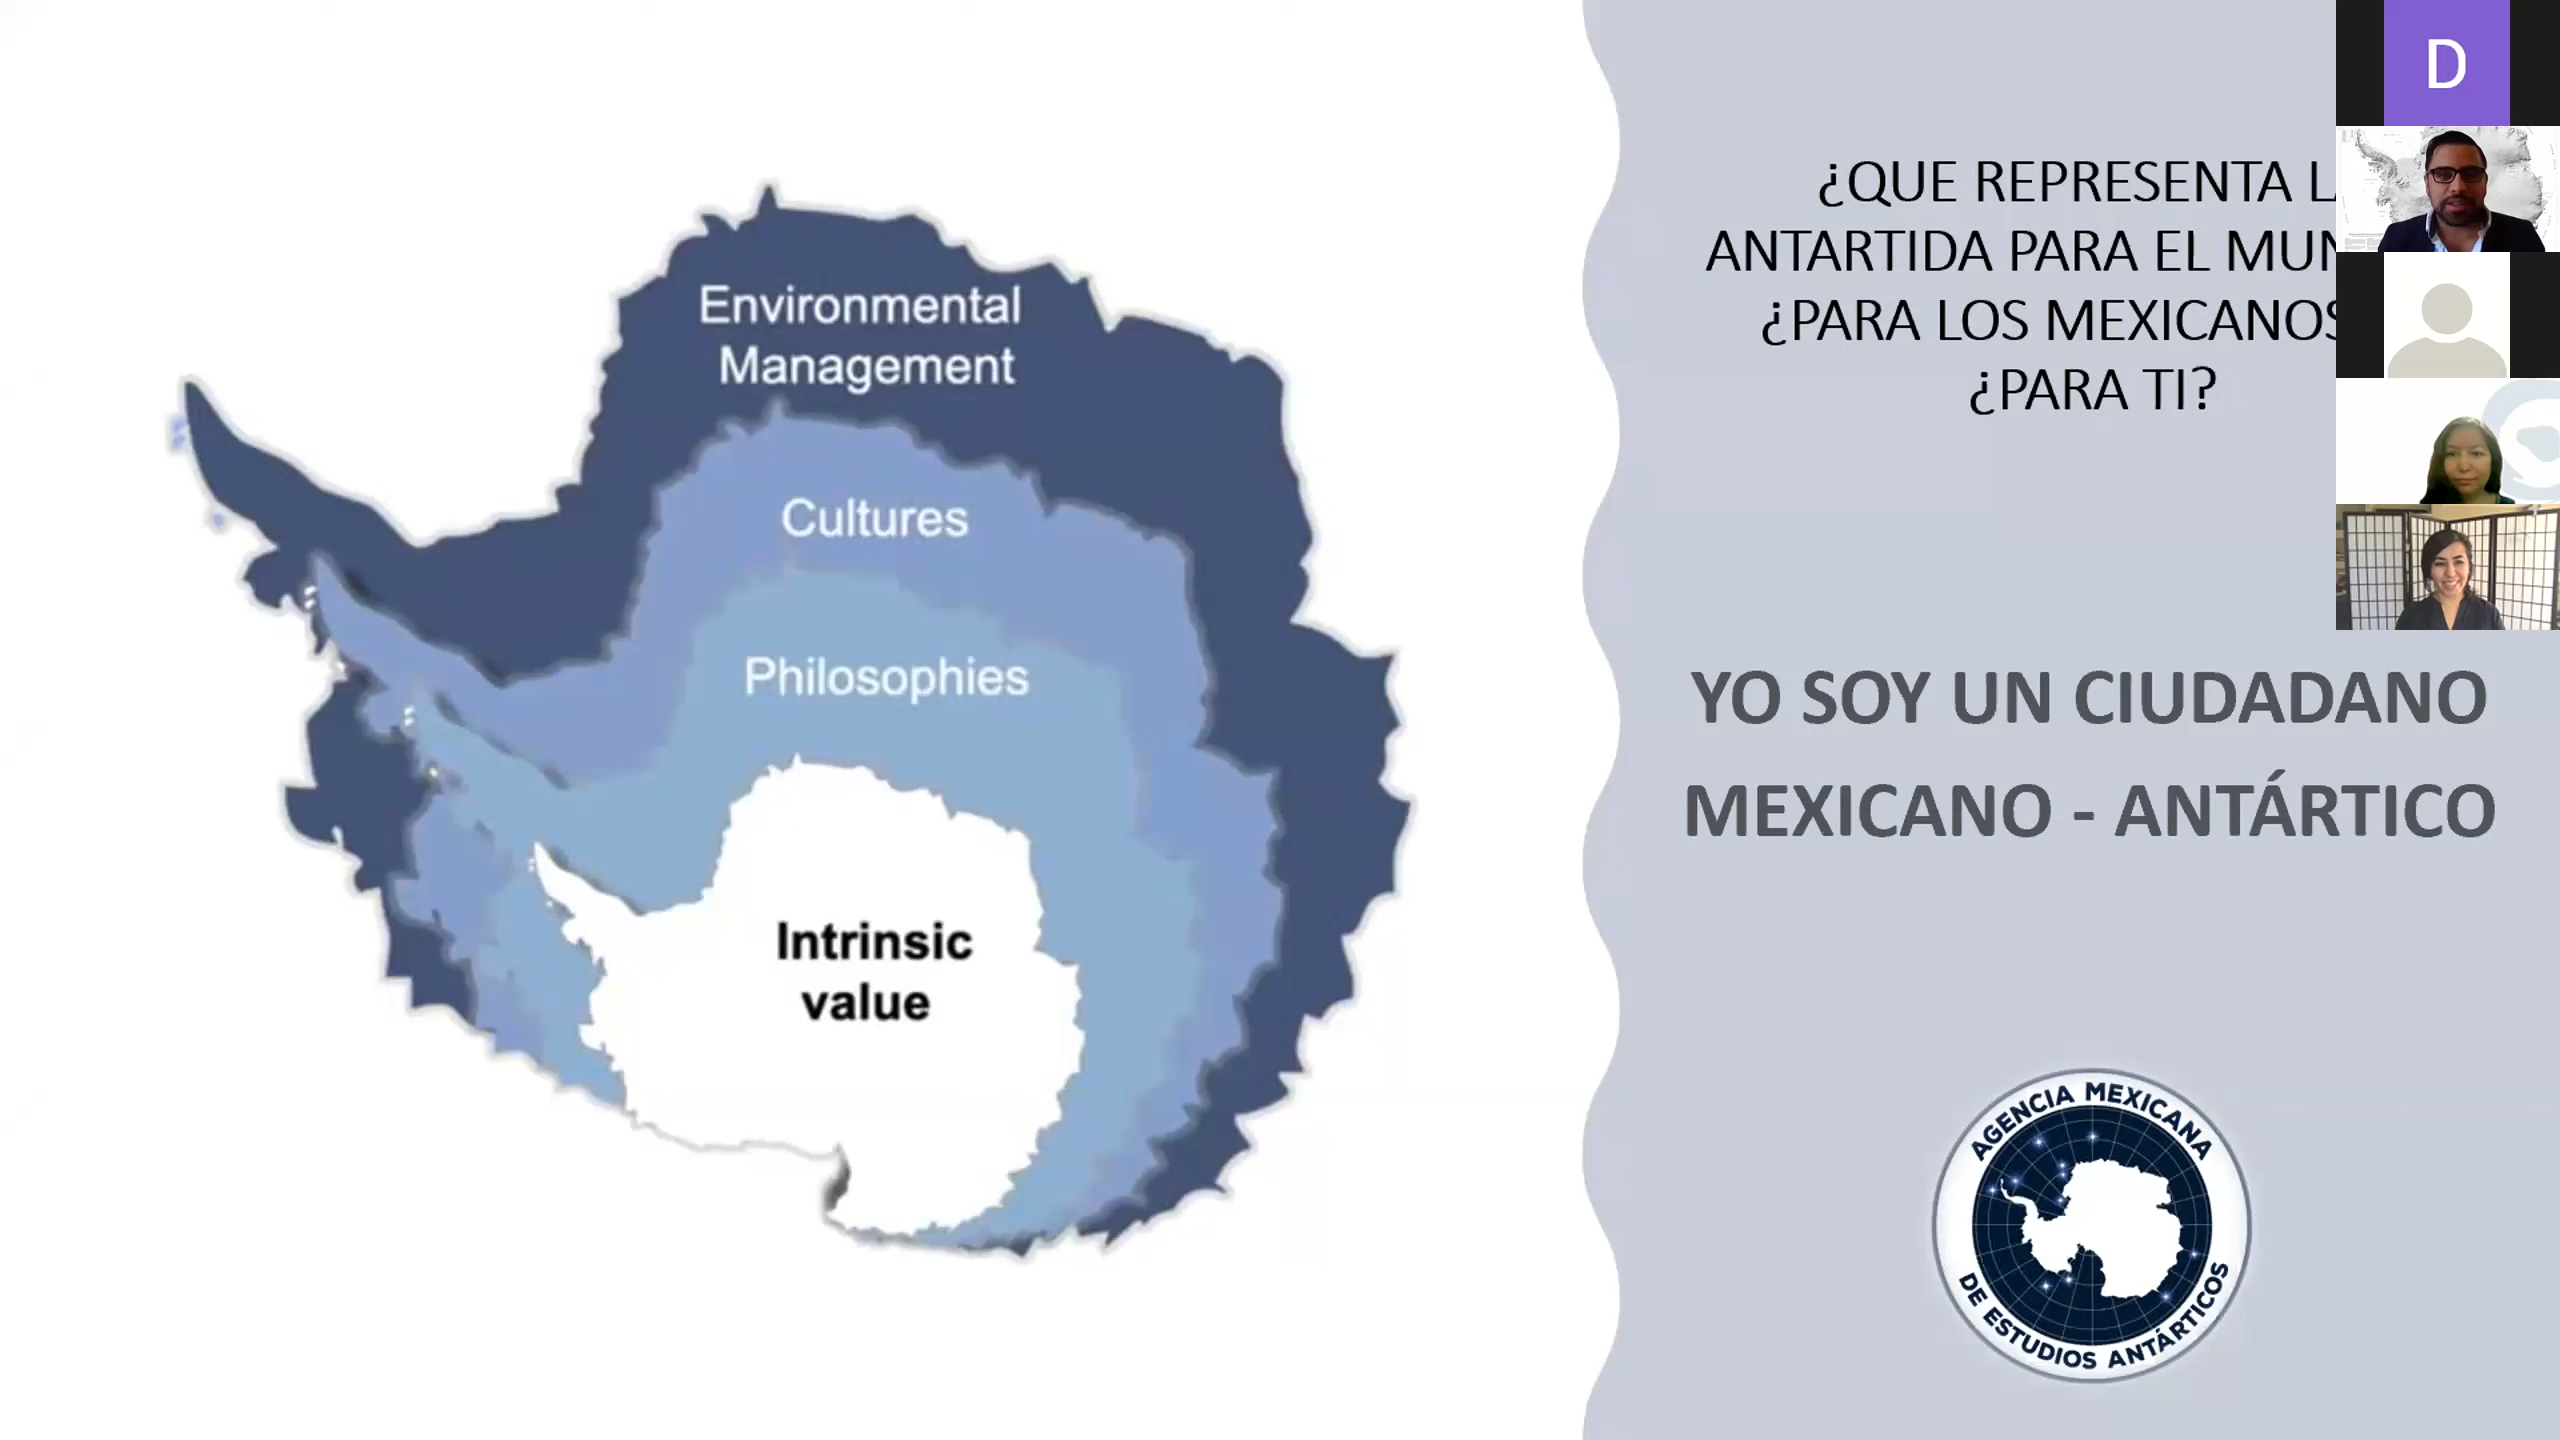 Environmental
Management
Cultures
Philosophies
Intrinsic
value
¿QUE REPRESENTA
ANTARTIDA PARA EL
¿PARA LOS MEXICANOS
¿PARA TI?
YO SOY UN CIUDADANO
MEXICANO - ANTÁRTICO
AGENCIA MEXICANA
DE ESTUDIOS ANTÁRTICOS
D